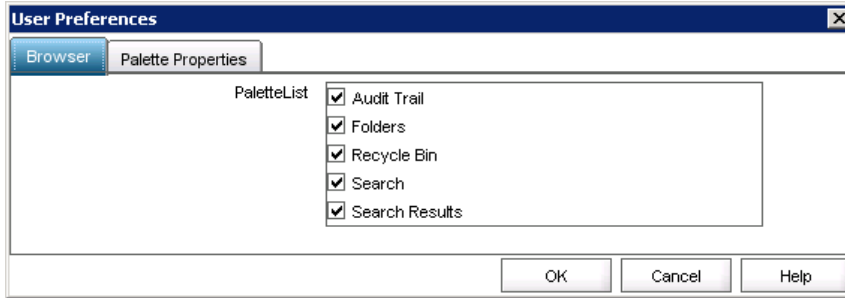 User Preferences
Browser Palette Properties
PaletteList
Audit Trail
Folders
Recycle Bin
Search
Search Results
OK Cancel Help